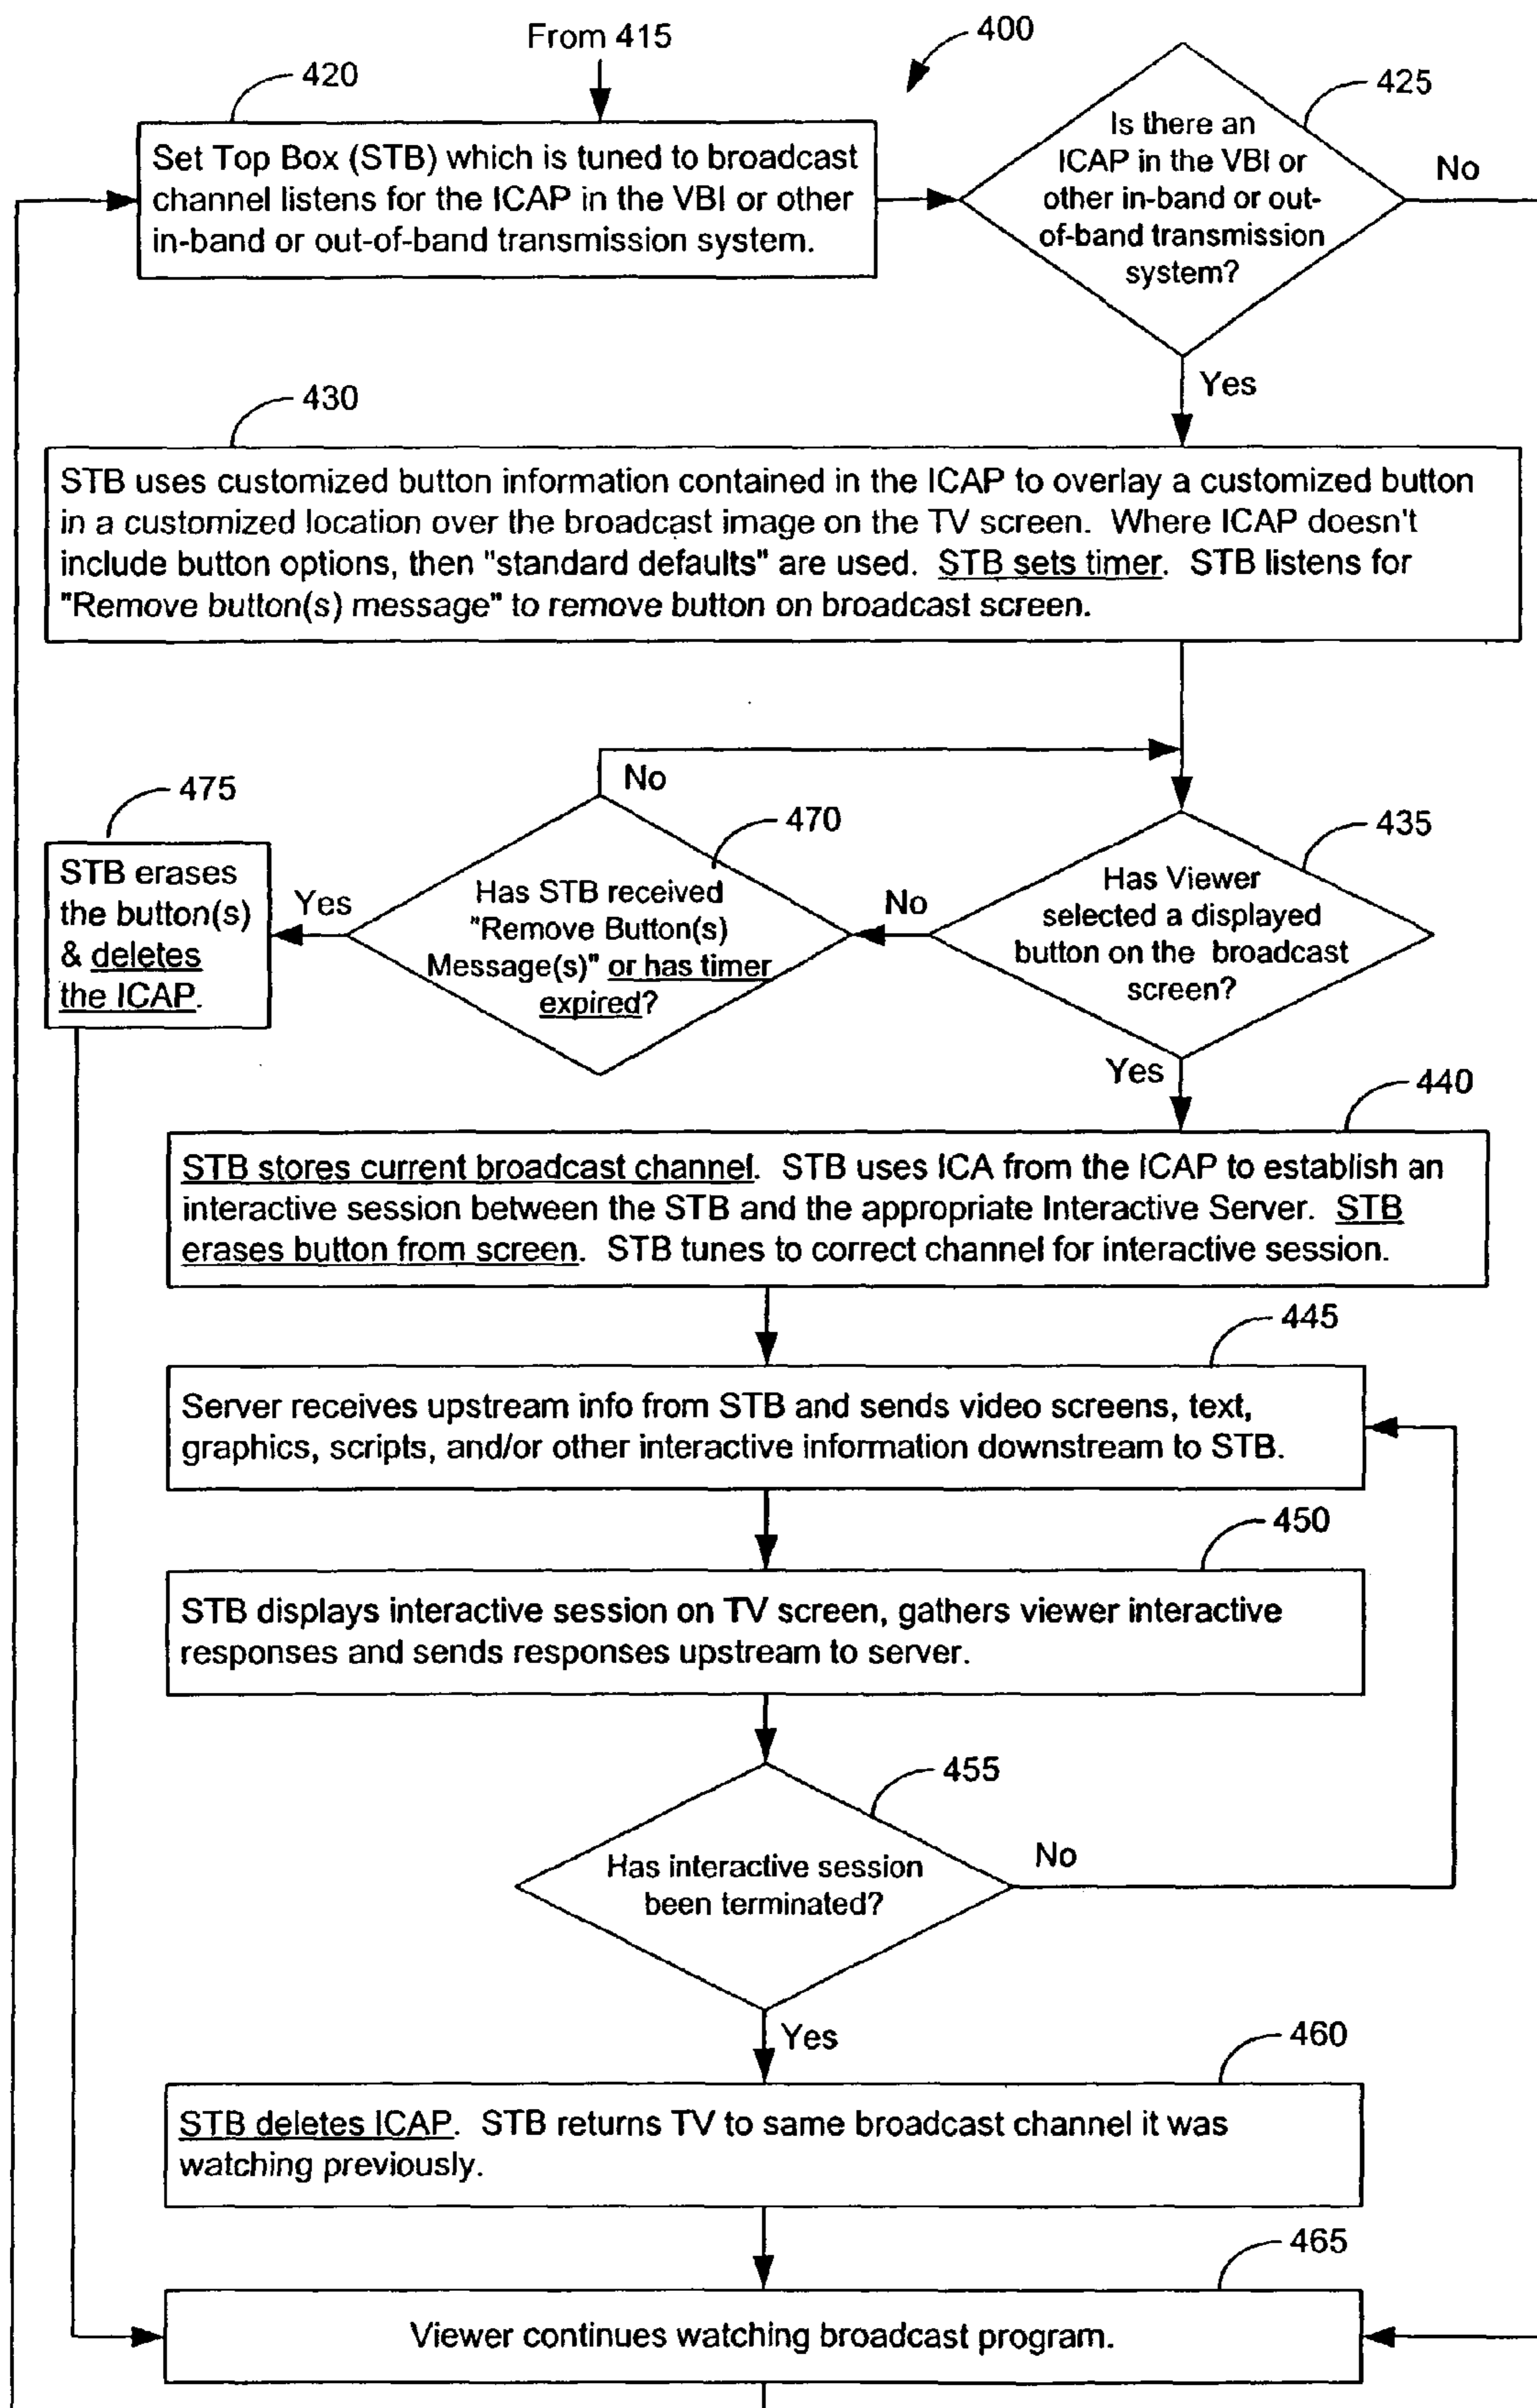 From 415
400
420
Set Top Box (STB) which is tuned to broadcast
channel listens for the ICAP in the VBI or other
in-band or out-of-band transmission system.
425
Is there an
ICAP in the VBI or
other in-band or out-
of-band transmission
system?
No
Yes
430
STB uses customized button information contained in the ICAP to overlay a customized button
in a customized location over the broadcast image on the TV screen. Where ICAP doesn't
include button options, then "standard defaults" are used. STB sets timer. STB listens for
"Remove button(s) message" to remove button on broadcast screen.
475
STB erases
the button(s)
& deletes
the ICAP.
Yes
No
470
Has STB received
"Remove Button(s)
Message(s)" or has timer
expired?
No
435
Has Viewer
selected a displayed
button on the broadcast
screen?
Yes
440
STB stores current broadcast channel. STB uses ICA from the ICAP to establish an
interactive session between the STB and the appropriate Interactive Server. STB
erases button from screen. STB tunes to correct channel for interactive session.
445
Server receives upstream info from STB and sends video screens, text,
graphics, scripts, and/or other interactive information downstream to STB.
450
STB displays interactive session on TV screen, gathers viewer interactive
responses and sends responses upstream to server.
455
Has interactive session
been terminated?
No
Yes
460
STB deletes ICAP. STB returns TV to same broadcast channel it was
watching previously.
465
Viewer continues watching broadcast program.